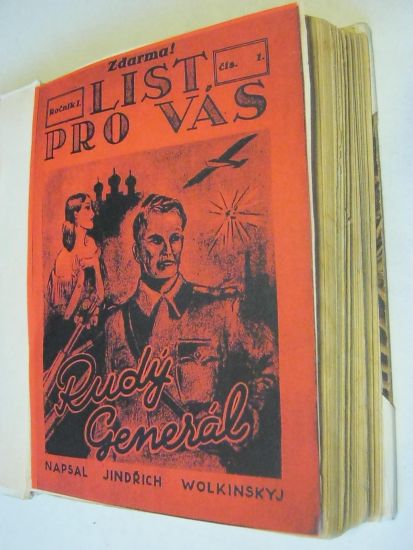 Zdarma!
Ročník I. LIST čís. 1.
PRO VÁS
Rudý
Generál
NAPSAL JINDŘICH WOLKINSKYJ